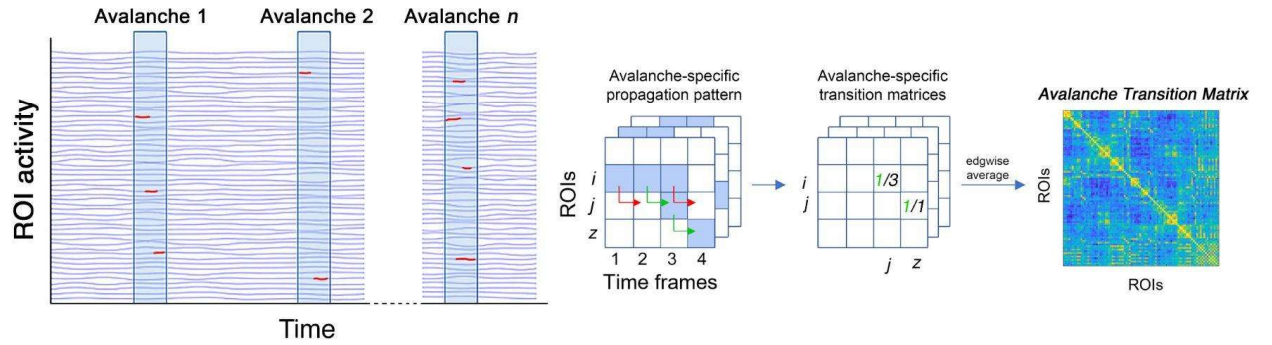 Avalanche 1
Avalanche 2
Avalanche n
ROI activity
Time
Avalanche-specific
propagation pattern
ROIs
i
j
z
1 2 3 4
Time frames
Avalanche-specific
transition matrices
i
j
1/3
1/1
j z
edgwise
average
Avalanche Transition Matrix
ROIs
ROIs